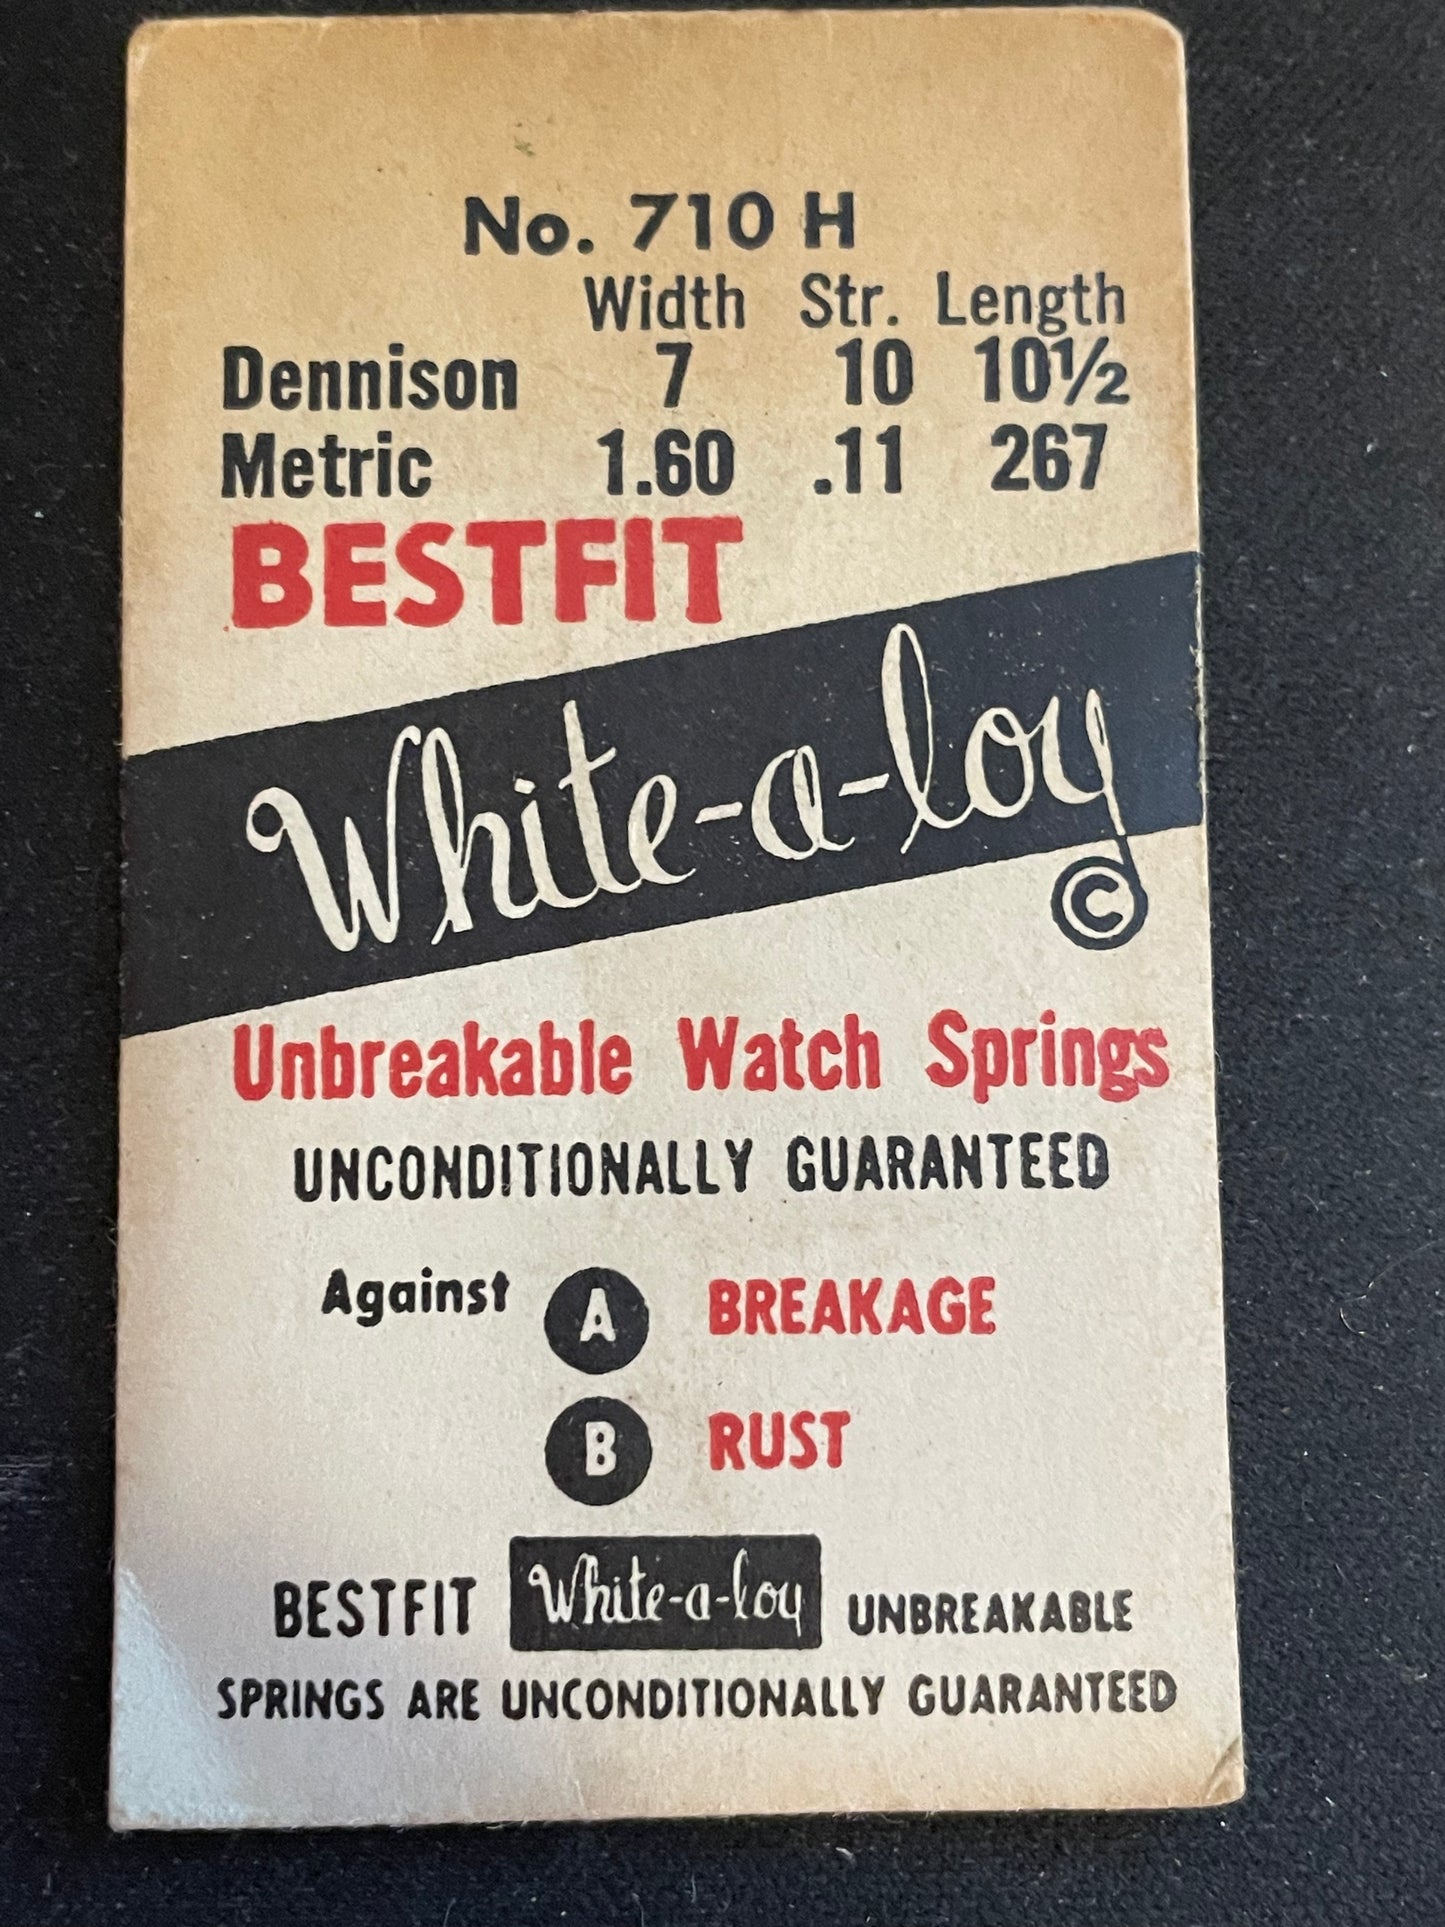 No. 710 H
Width Str. Length
Dennison 7 10 10½
Metric 1.60 .11 267
BESTFIT
White-a-loy
©
Unbreakable Watch Springs
UNCONDITIONALLY GUARANTEED
Against A BREAKAGE
B RUST
BESTFIT White-a-loy UNBREAKABLE
SPRINGS ARE UNCONDITIONALLY GUARANTEED